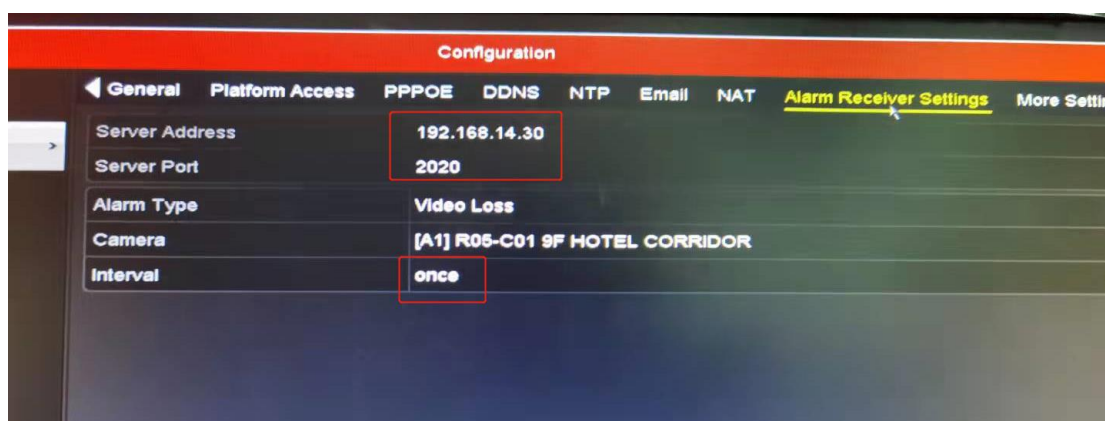 Configuration
General Platform Access PPPOE DDNS NTP Email NAT Alarm Receiver Settings More
Server Address 192.168.14.30
Server Port 2020
Alarm Type Video Loss
Camera [A1] R05-C01 9F HOTEL CORRIDOR
Interval once